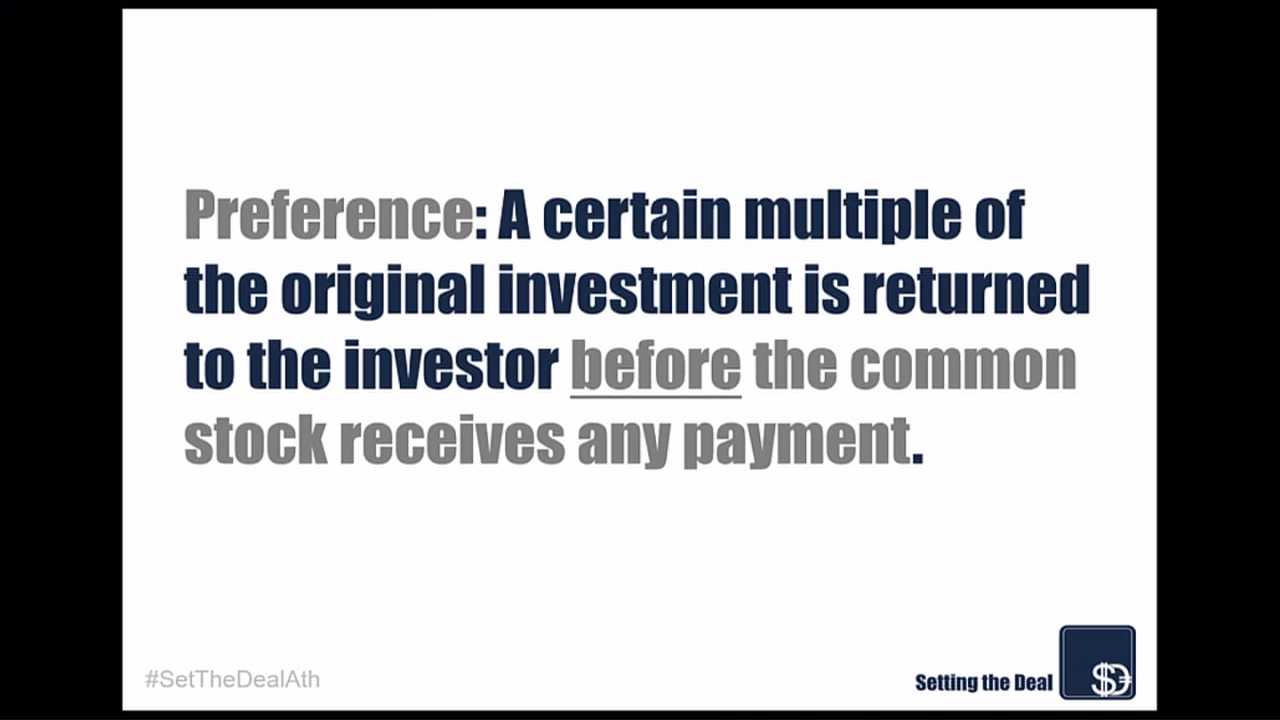 Preference: A certain multiple of
the original investment is returned
to the investor before the common
stock receives any payment.
#SetTheDealAth
Setting the Deal